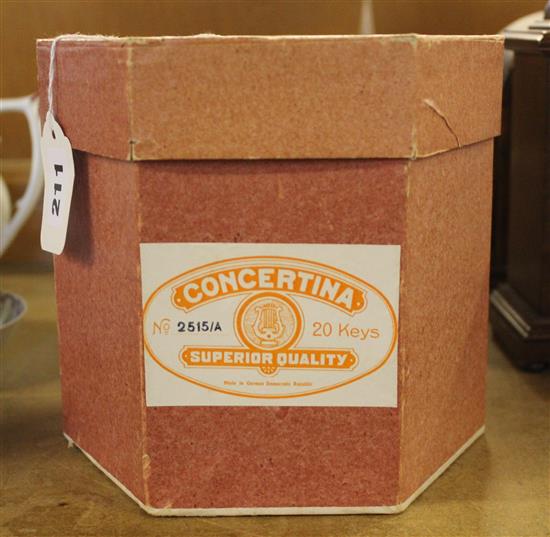 211
CONCERTINA
No 2515/A
20 Keys
SUPERIOR QUALITY
Made in German Democratic Republic